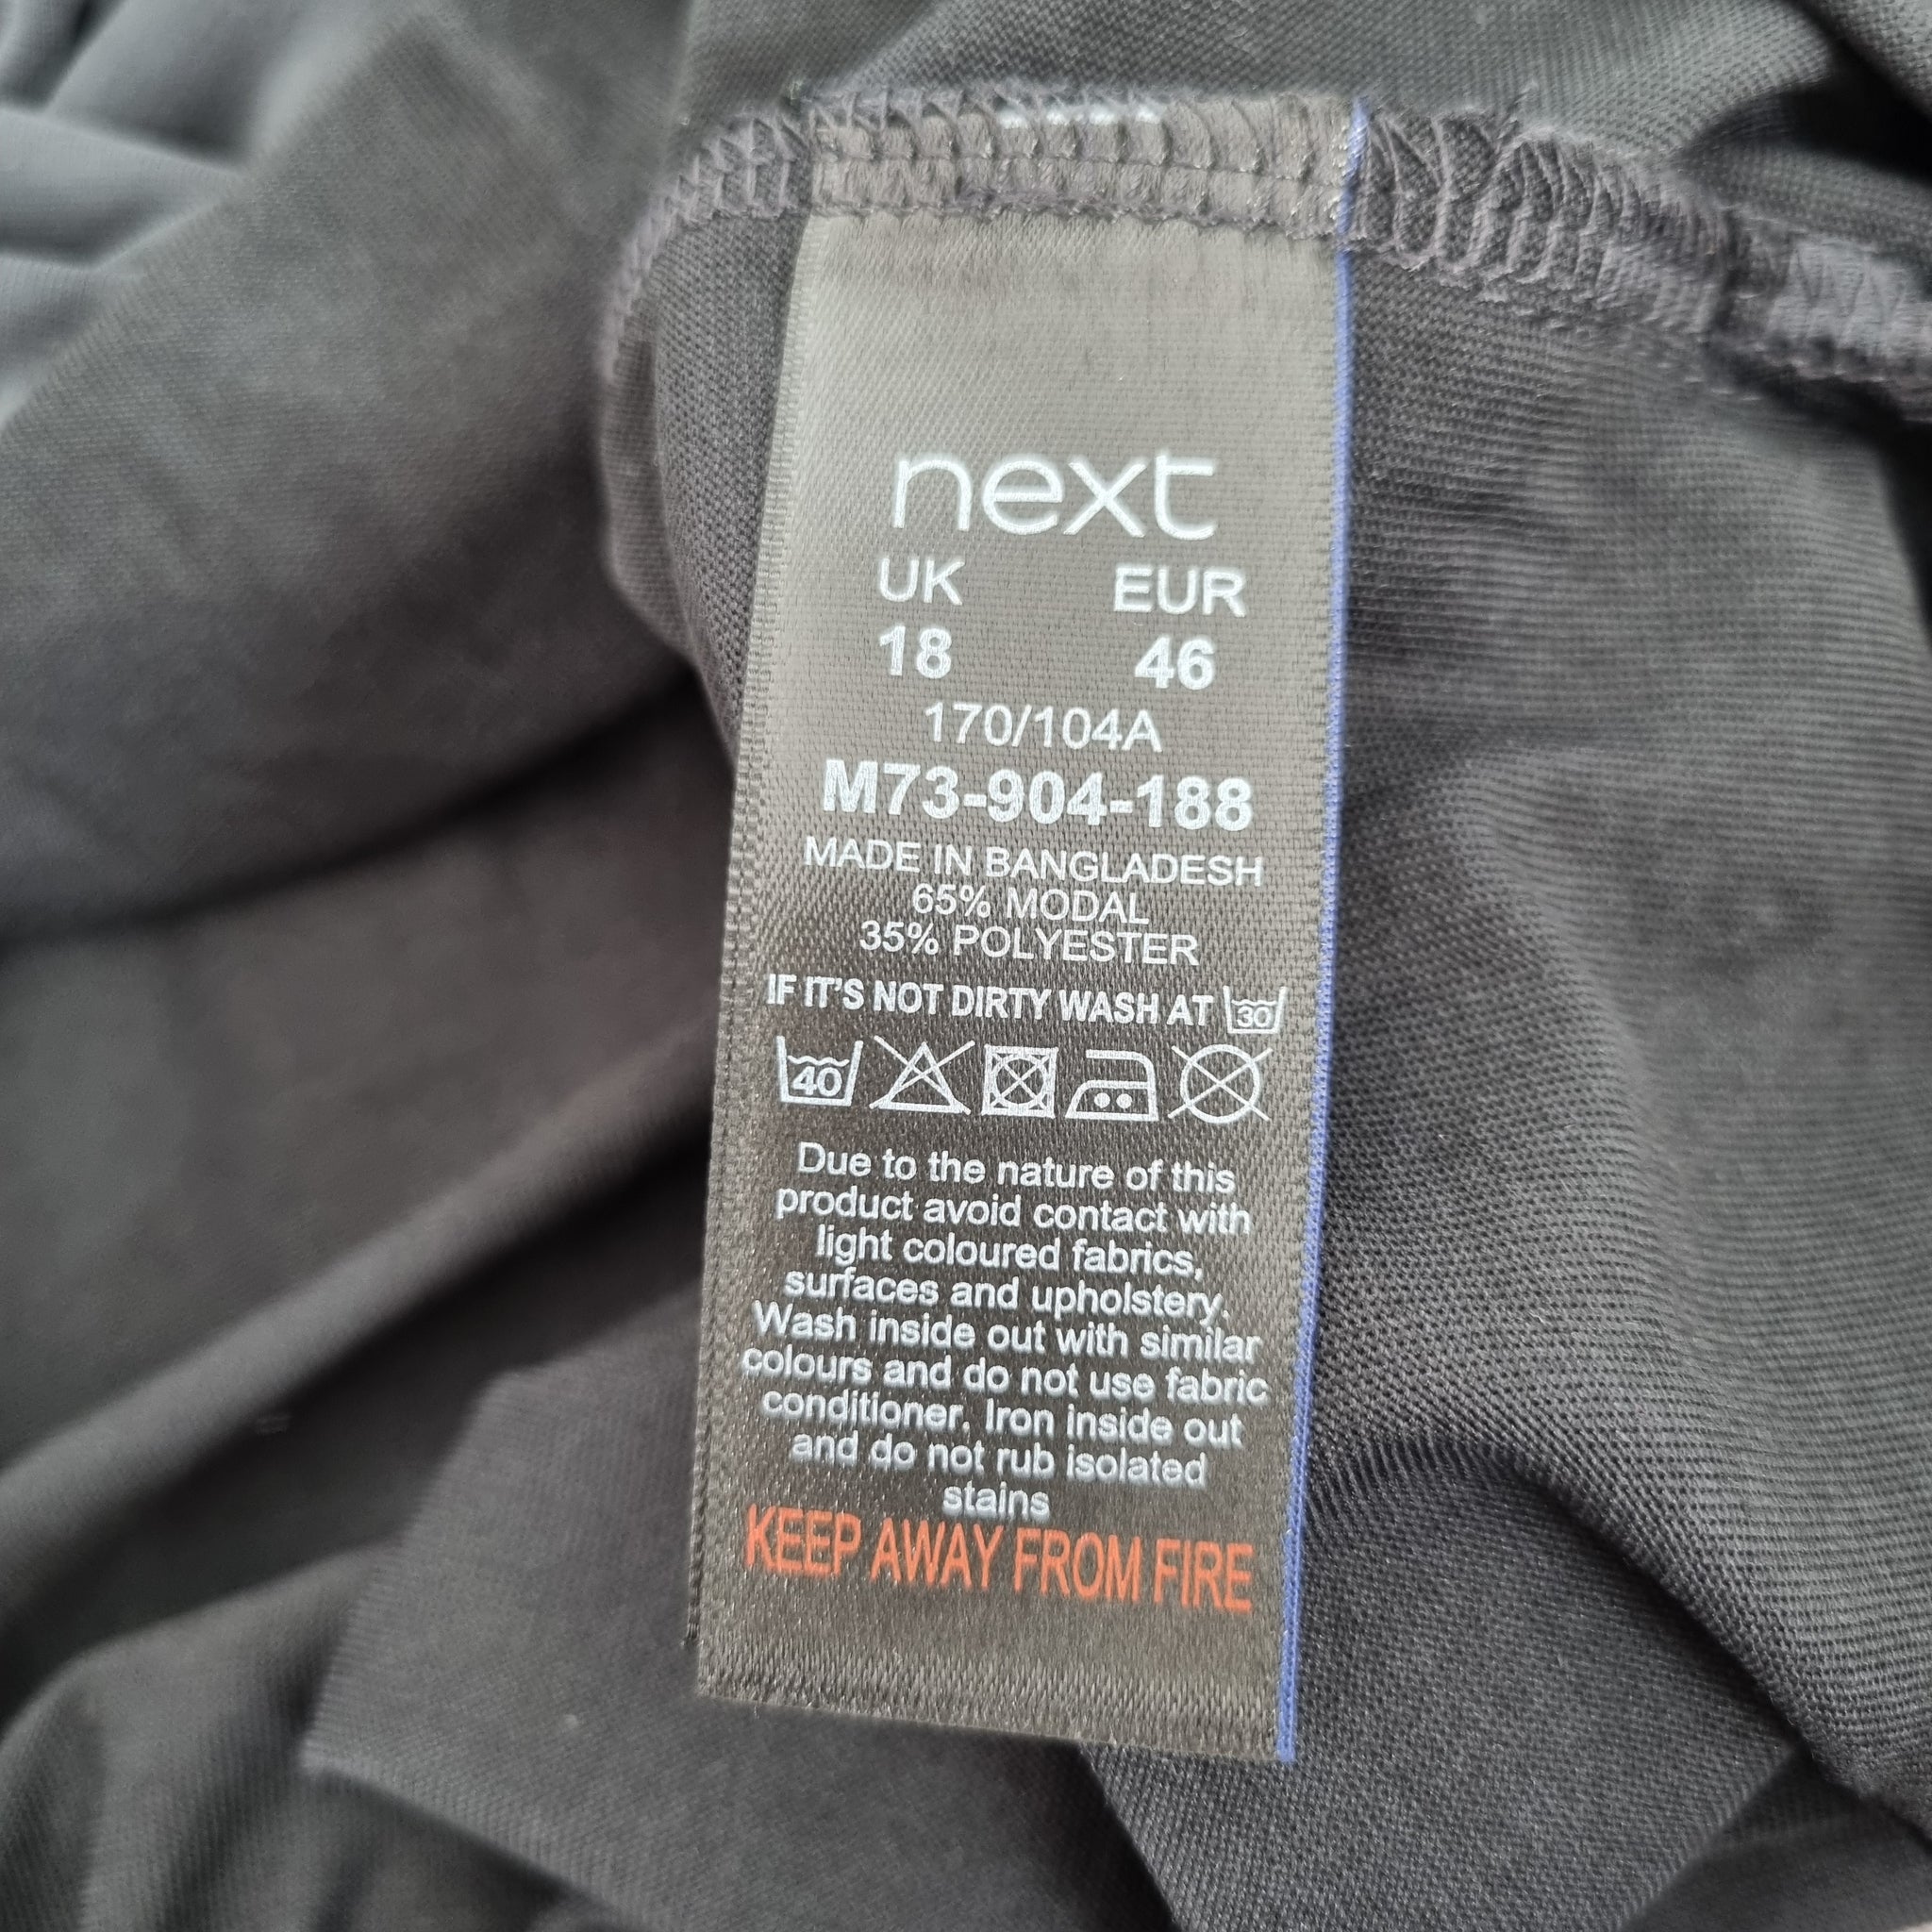 next
UK EUR
18 46
170/104A
M73-904-188
MADE IN BANGLADESH
65% MODAL
35% POLYESTER
IF IT'S NOT DIRTY WASH AT 30
40
Due to the nature of this
product avoid contact with
light coloured fabrics,
surfaces and upholstery.
Wash inside out with similar
colours and do not use fabric
conditioner. Iron inside out
and do not rub isolated
stains
KEEP AWAY FROM FIRE